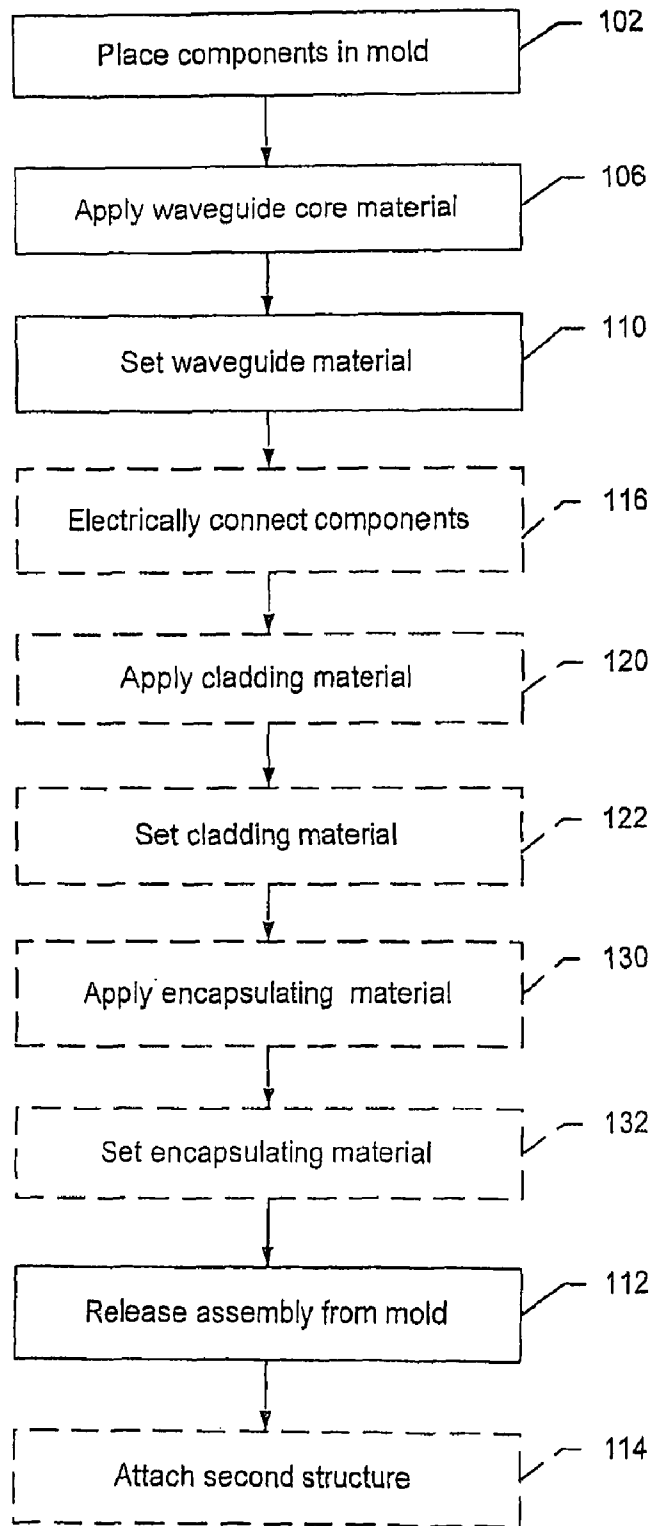 Place components in mold
102
Apply waveguide core material
106
Set waveguide material
110
Electrically connect components
116
Apply cladding material
120
Set cladding material
122
Apply encapsulating material
130
Set encapsulating material
132
Release assembly from mold
112
Attach second structure
114